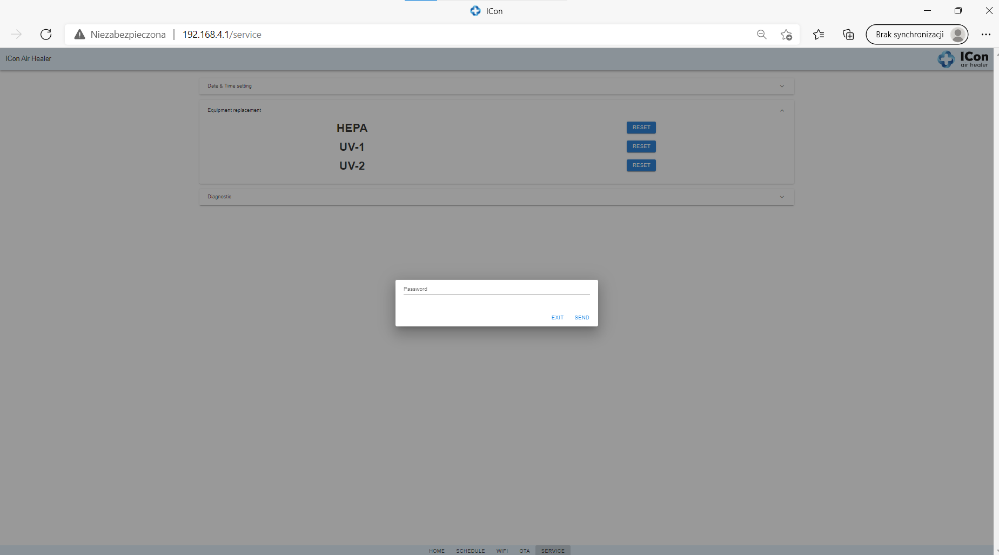 ICon
Niezabezpieczona | 192.168.4.1/service
Brak synchronizacji
ICon Air Healer
ICon
air healer
Date & Time setting
Equipment replacement
HEPA RESET
UV-1 RESET
UV-2 RESET
Diagnostic
Password
EXIT SEND
HOME SCHEDULE WIFI OTA SERVICE